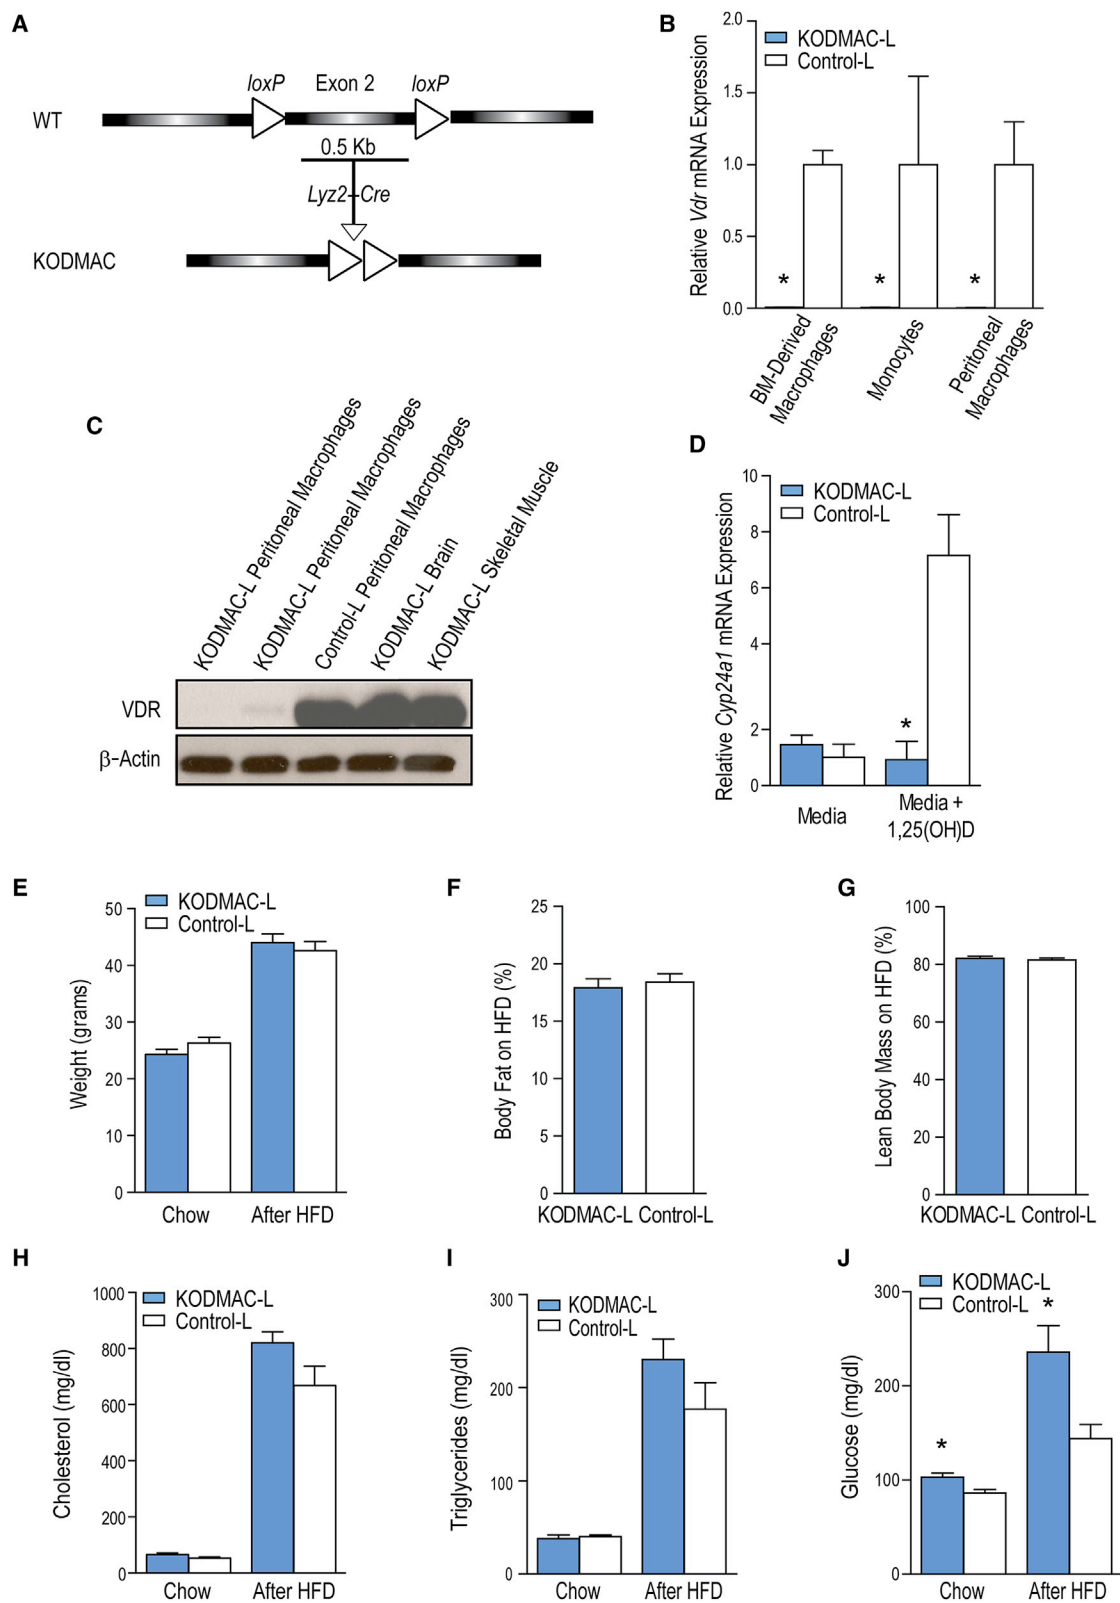 A
loxP Exon 2 loxP
WT
0.5 Kb
Lyz2-Cre
KODMAC
B
KODMAC-L
Control-L
Relative Vdr mRNA Expression
2.0
1.5
1.0
0.5
0.0
* * *
BM-Derived
Macrophages
Monocytes
Peritoneal
Macrophages
C
KODMAC-L Peritoneal Macrophages
KODMAC-L Peritoneal Macrophages
Control-L Peritoneal Macrophages
KODMAC-L Brain
KODMAC-L Skeletal Muscle
VDR
β-Actin
D
KODMAC-L
Control-L
Relative Cyp24a1 mRNA Expression
10
8
6
4
2
0
*
Media
Media +
1,25(OH)D
E
KODMAC-L
Control-L
Weight (grams)
50
40
30
20
10
0
Chow After HFD
F
Body Fat on HFD (%)
25
20
15
10
5
0
KODMAC-L Control-L
G
Lean Body Mass on HFD (%)
100
80
60
40
20
0
KODMAC-L Control-L
H
KODMAC-L
Control-L
Cholesterol (mg/dl)
1000
800
600
400
200
0
Chow After HFD
I
KODMAC-L
Control-L
Triglycerides (mg/dl)
300
200
100
0
Chow After HFD
J
KODMAC-L
Control-L
Glucose (mg/dl)
300
200
100
0
* *
Chow After HFD